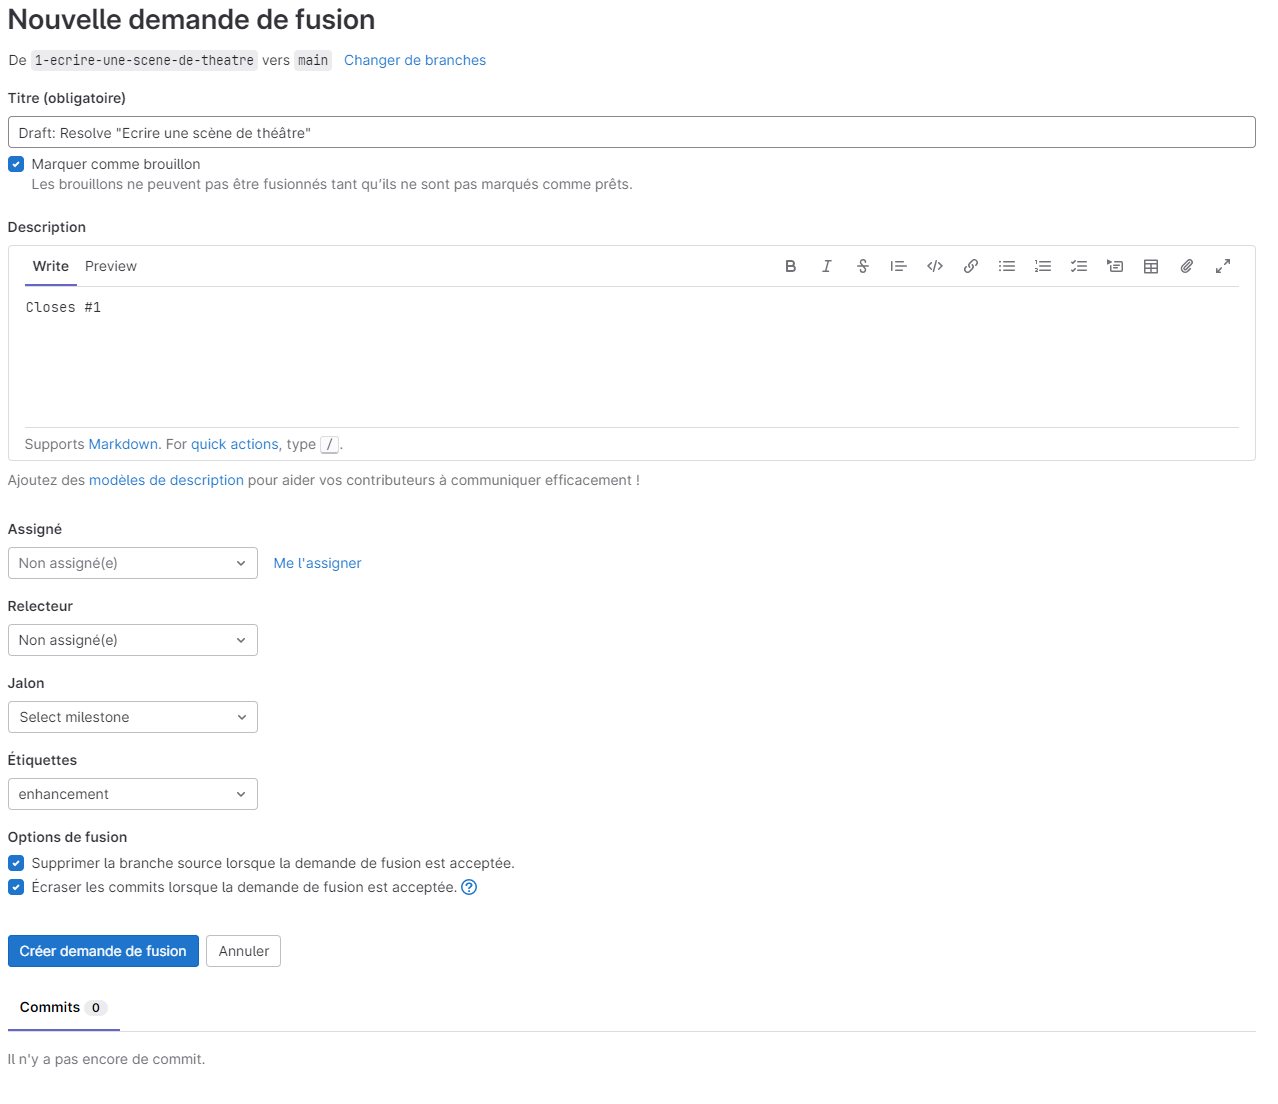 Nouvelle demande de fusion
De 1-ecrire-une-scene-de-theatre vers main Changer de branches
Titre (obligatoire)
Draft: Resolve "Ecrire une scène de théâtre"
Marquer comme brouillon
Les brouillons ne peuvent pas être fusionnés tant qu'ils ne sont pas marqués comme prêts.
Description
Write Preview
Closes #1
Supports Markdown. For quick actions, type /.
Ajoutez des modèles de description pour aider vos contributeurs à communiquer efficacement !
Assigné
Non assigné(e) Me l'assigner
Relecteur
Non assigné(e)
Jalon
Select milestone
Étiquettes
enhancement
Options de fusion
Supprimer la branche source lorsque la demande de fusion est acceptée.
Écraser les commits lorsque la demande de fusion est acceptée.
Créer demande de fusion Annuler
Commits 0
Il n'y a pas encore de commit.